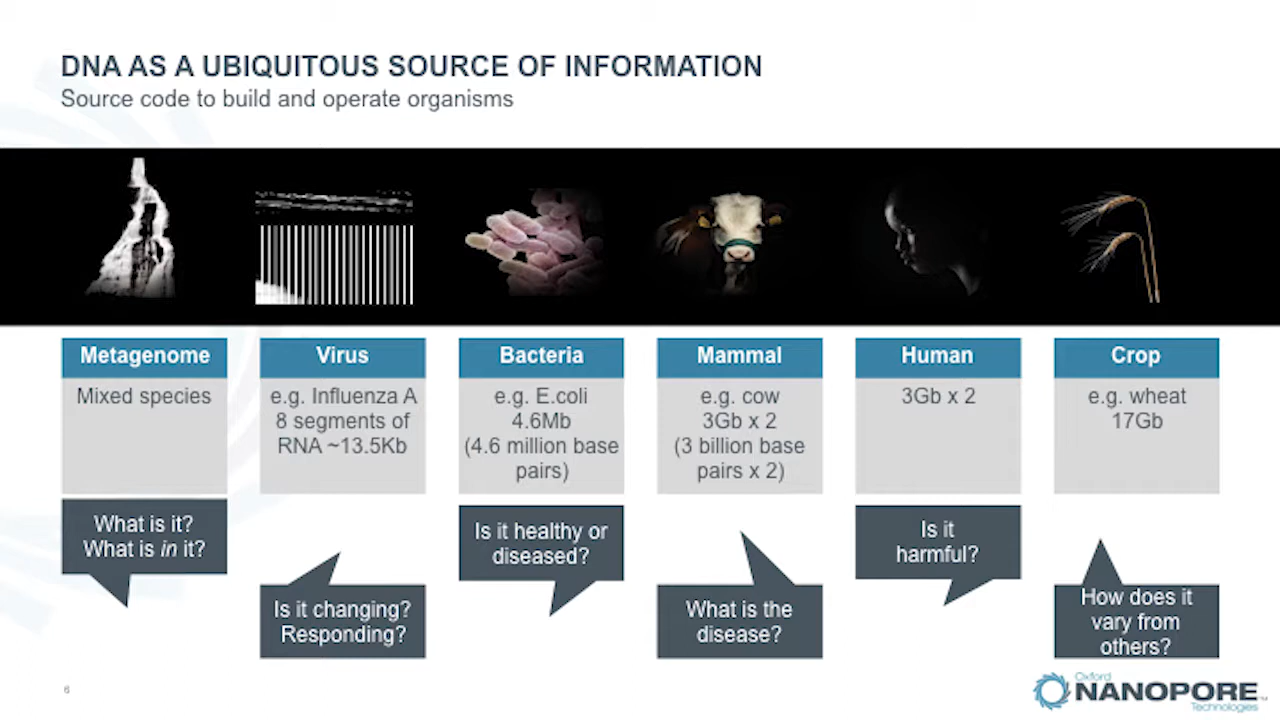 DNA AS A UBIQUITOUS SOURCE OF INFORMATION
Source code to build and operate organisms
Metagenome
Mixed species
Virus
e.g. Influenza A
8 segments of
RNA ~13.5Kb
Bacteria
e.g. E.coli
4.6Mb
(4.6 million base
pairs)
Mammal
e.g. cow
3Gb x 2
(3 billion base
pairs x 2)
Human
3Gb x 2
Crop
e.g. wheat
17Gb
What is it?
What is in it?
Is it changing?
Responding?
Is it healthy or
diseased?
What is the
disease?
Is it
harmful?
How does it
vary from
others?
6
Oxford
NANOPORE
Technologies